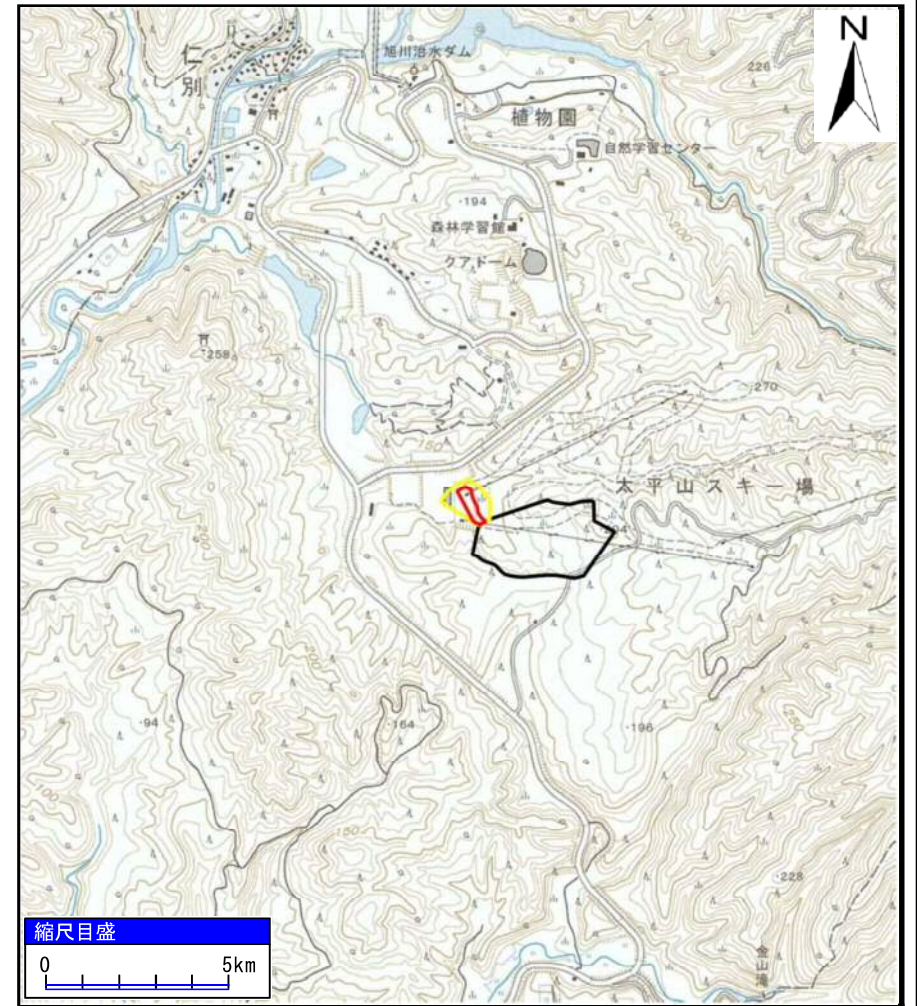 N
仁別
旭川治水ダム
226
植物園
自然学習センター
200
・194
森林学習館
クアドーム
・258
・270
150
太平山スキー場
200
200
・94
・164
・196
250
100
150
・228
金山滝
縮尺目盛
0 5km